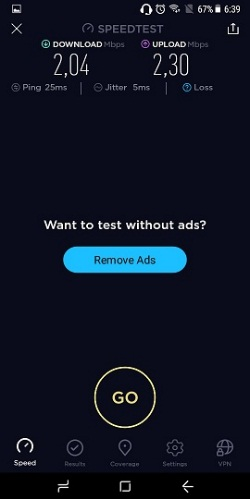 67% 6:39
SPEEDTEST
DOWNLOAD Mbps UPLOAD Mbps
2,04 2,30
Ping 25ms Jitter 5ms Loss
Want to test without ads?
Remove Ads
GO
Speed Results Coverage Settings VPN